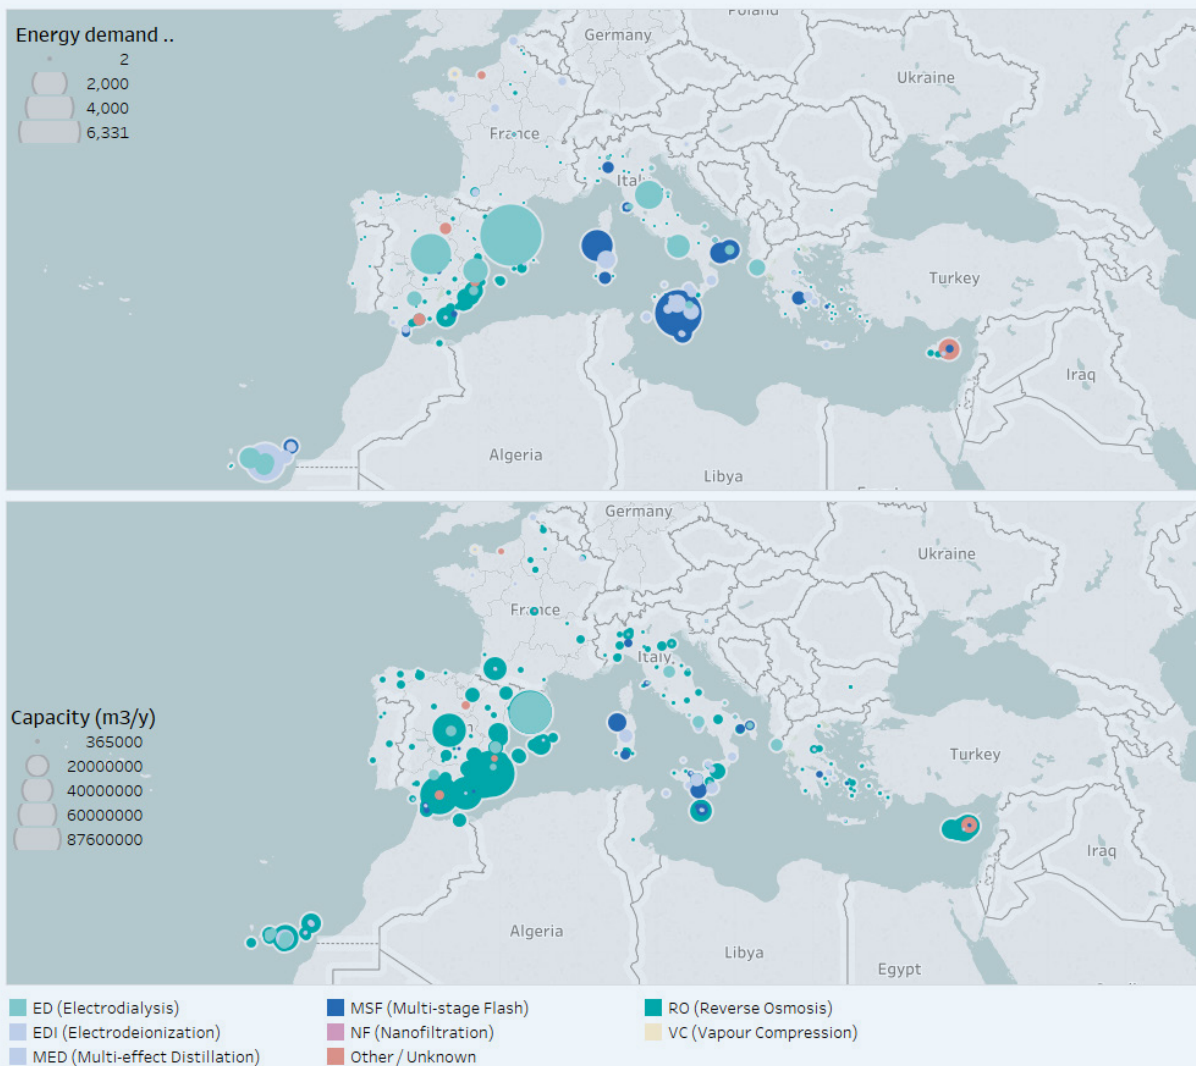 Poland
Energy demand ..
Germany
2
2,000
Ukraine
4,000
6,331
France
Italy
Turkey
Iraq
Algeria
Libya
Germany
Ukraine
France
Italy
Capacity (m3/y)
365000
Turkey
20000000
40000000
60000000
87600000
Iraq
Algeria
Libya
Egypt
ED (Electrodialysis)
MSF (Multi-stage Flash)
RO (Reverse Osmosis)
EDI (Electrodeionization)
NF (Nanofiltration)
VC (Vapour Compression)
MED (Multi-effect Distillation)
Other / Unknown